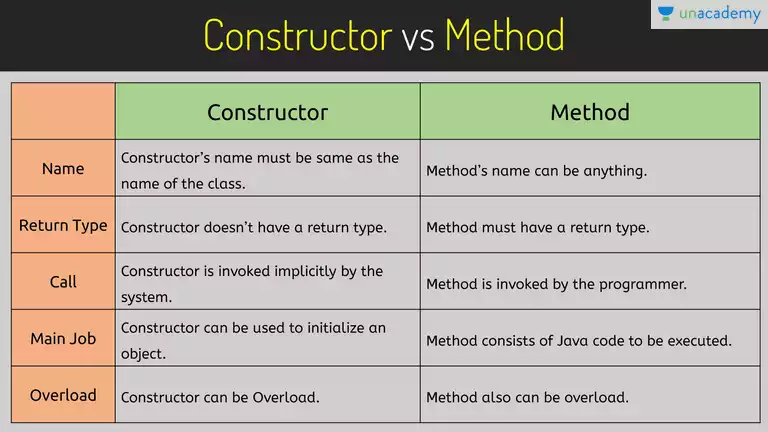 unacademy
Constructor vs Method
Constructor
Method
Name
Constructor's name must be same as the
name of the class.
Method's name can be anything.
Return Type
Constructor doesn't have a return type.
Method must have a return type.
Call
Constructor is invoked implicitly by the
system.
Method is invoked by the programmer.
Main Job
Constructor can be used to initialize an
object.
Method consists of Java code to be executed.
Overload
Constructor can be Overload.
Method also can be overload.